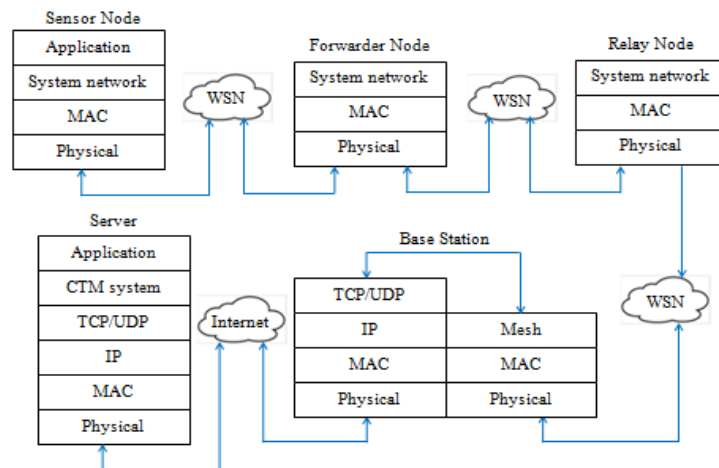 Sensor Node
Application
System network
MAC
Physical
WSN
Forwarder Node
System network
MAC
Physical
WSN
Relay Node
System network
MAC
Physical
WSN
Server
Application
CTM system
TCP/UDP
IP
MAC
Physical
Internet
Base Station
TCP/UDP
IP
MAC
Physical
Mesh
MAC
Physical